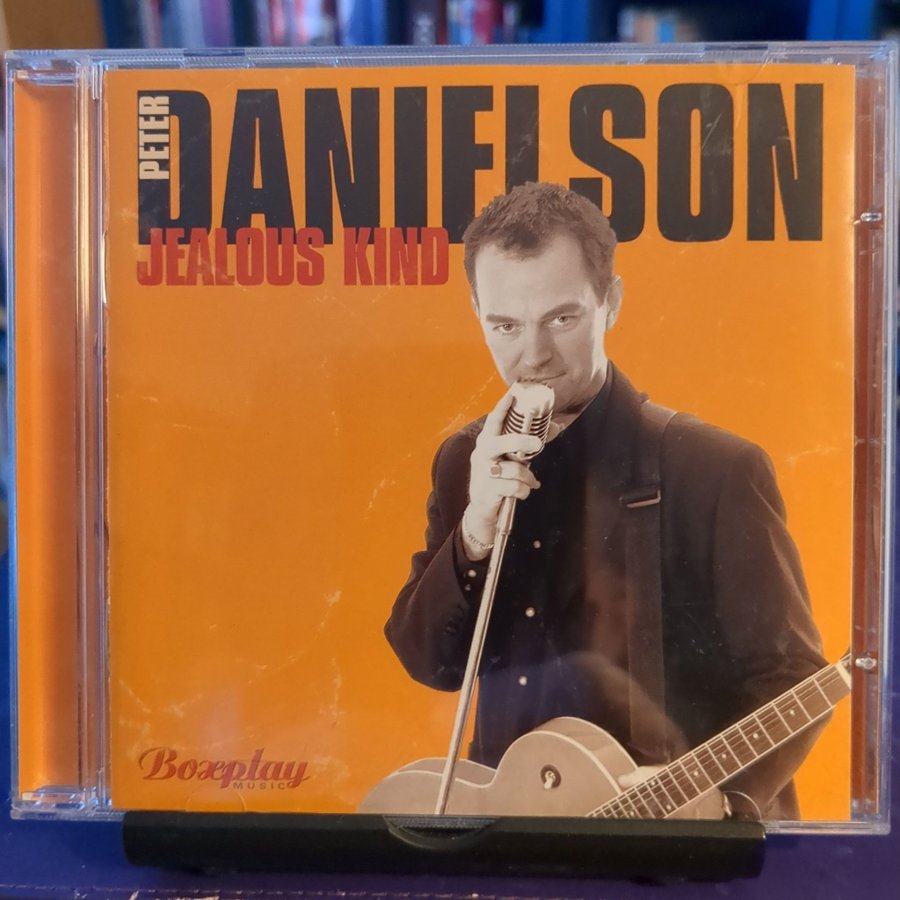 PETER
DANIELSON
JEALOUS KIND
Boxplay
MUSIC